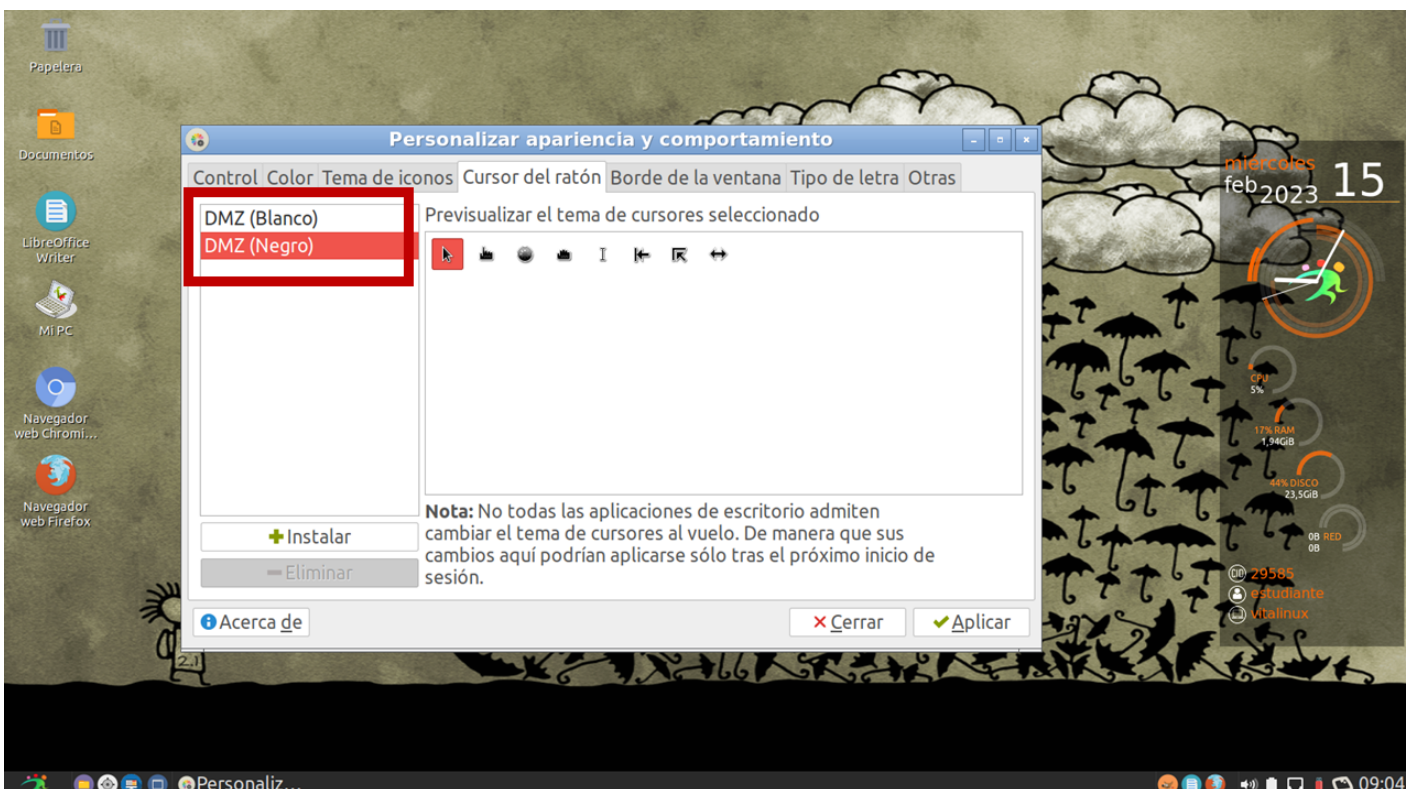 Papelera
Documentos
LibreOffice
Writer
Mi PC
Navegador
web Chromi...
Navegador
web Firefox
Personalizar apariencia y comportamiento
Control Color Tema de iconos Cursor del ratón Borde de la ventana Tipo de letra Otras
DMZ (Blanco)
DMZ (Negro)
Previsualizar el tema de cursores seleccionado
Nota: No todas las aplicaciones de escritorio admiten
cambiar el tema de cursores al vuelo. De manera que sus
cambios aquí podrían aplicarse sólo tras el próximo inicio de
sesión.
Instalar
Eliminar
Acerca de
Cerrar
Aplicar
miércoles
feb 2023 15
CPU
5%
17% RAM
1,94GiB
44% DISCO
23,5GiB
0B RED
0B
ID 29585
estudiante
vitalinux
2.1
Personaliz...
09:04